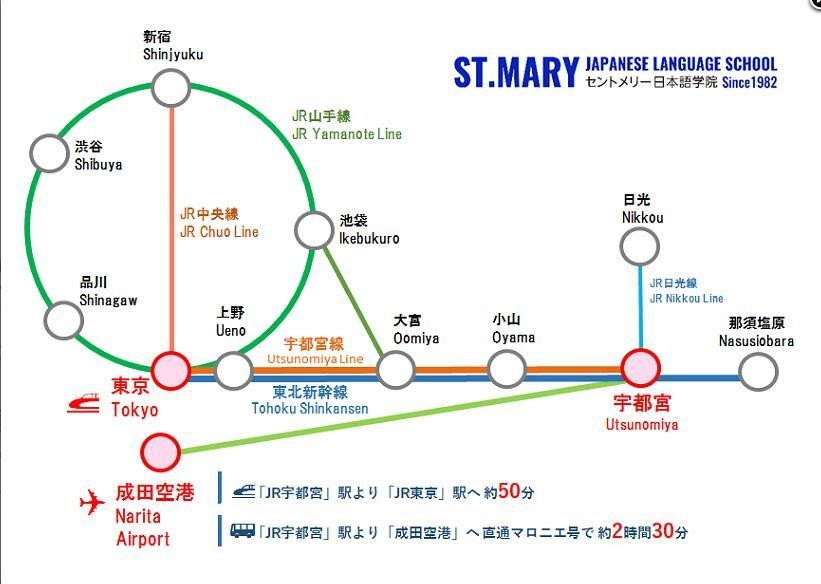 新宿
Shinjyuku
ST.MARY JAPANESE LANGUAGE SCHOOL
セントメリー日本語学院 Since1982
JR山手線
JR Yamanote Line
渋谷
Shibuya
日光
Nikkou
JR中央線
JR Chuo Line
池袋
Ikebukuro
品川
Shinagaw
JR日光線
JR Nikkou Line
上野
Ueno
大宮
Oomiya
小山
Oyama
那須塩原
Nasusiobara
宇都宮線
Utsunomiya Line
東京
Tokyo
東北新幹線
Tohoku Shinkansen
宇都宮
Utsunomiya
成田空港
Narita
Airport
「JR宇都宮」駅より「JR東京」駅へ 約50分
「JR宇都宮」駅より「成田空港」へ 直通マロニエ号で 約2時間30分